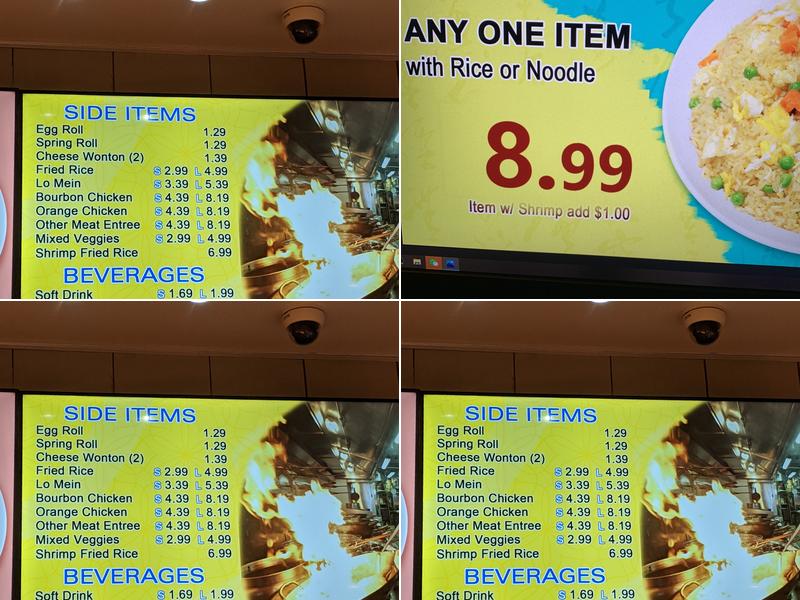 SIDE ITEMS
Egg Roll 1.29
Spring Roll 1.29
Cheese Wonton (2) 1.39
Fried Rice S 2.99 L 4.99
Lo Mein S 3.39 L 5.39
Bourbon Chicken S 4.39 L 8.19
Orange Chicken S 4.39 L 8.19
Other Meat Entree S 4.39 L 8.19
Mixed Veggies S 2.99 L 4.99
Shrimp Fried Rice 6.99
BEVERAGES
Soft Drink S 1.69 L 1.99
ANY ONE ITEM
with Rice or Noodle
8.99
Item w/ Shrimp add $1.00
SIDE ITEMS
Egg Roll 1.29
Spring Roll 1.29
Cheese Wonton (2) 1.39
Fried Rice S 2.99 L 4.99
Lo Mein S 3.39 L 5.39
Bourbon Chicken S 4.39 L 8.19
Orange Chicken S 4.39 L 8.19
Other Meat Entree S 4.39 L 8.19
Mixed Veggies S 2.99 L 4.99
Shrimp Fried Rice 6.99
BEVERAGES
Soft Drink S 1.69 L 1.99
SIDE ITEMS
Egg Roll 1.29
Spring Roll 1.29
Cheese Wonton (2) 1.39
Fried Rice S 2.99 L 4.99
Lo Mein S 3.39 L 5.39
Bourbon Chicken S 4.39 L 8.19
Orange Chicken S 4.39 L 8.19
Other Meat Entree S 4.39 L 8.19
Mixed Veggies S 2.99 L 4.99
Shrimp Fried Rice 6.99
BEVERAGES
Soft Drink S 1.69 L 1.99